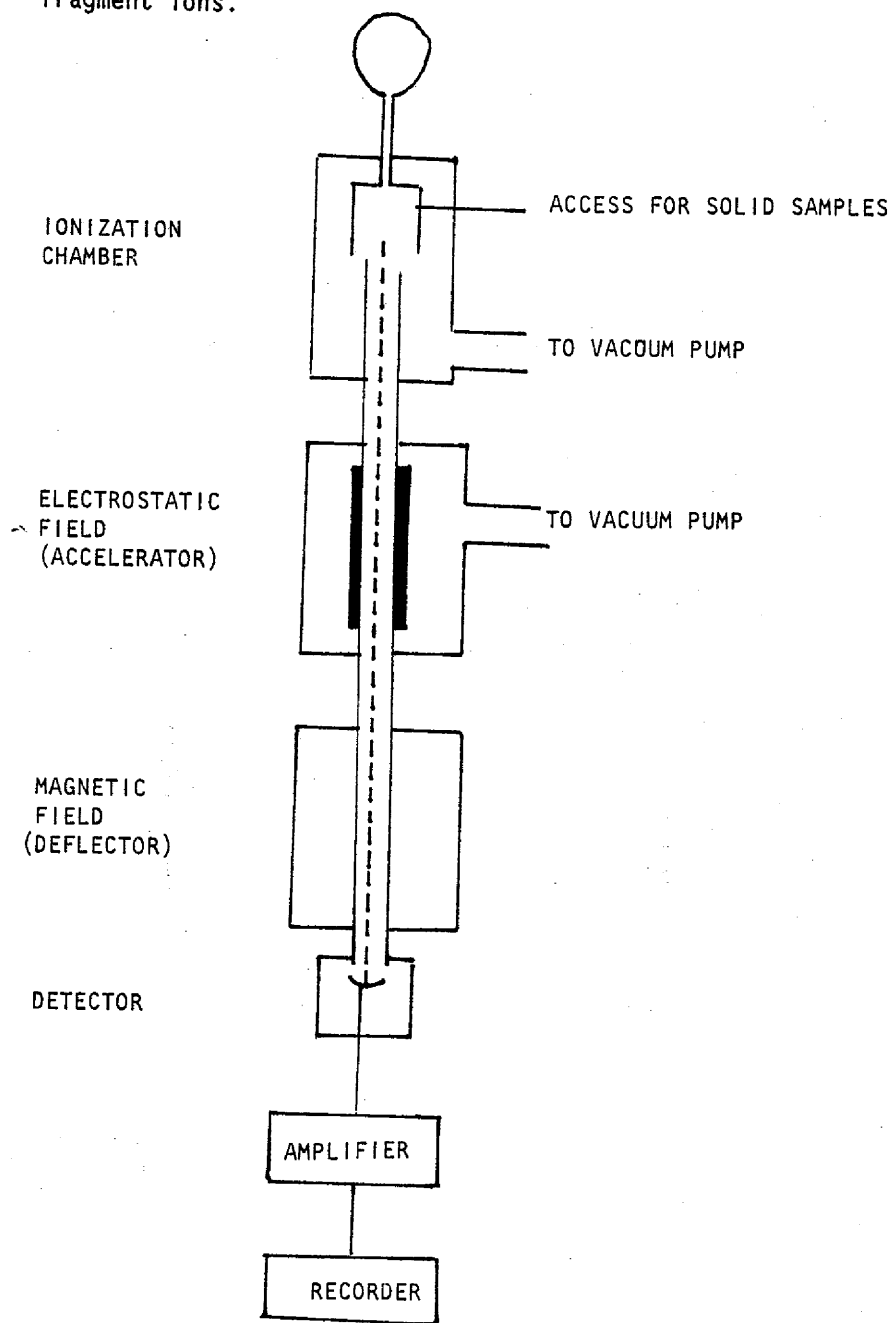 fragment ions.
IONIZATION
CHAMBER
ACCESS FOR SOLID SAMPLES
TO VACUUM PUMP
ELECTROSTATIC
FIELD
(ACCELERATOR)
TO VACUUM PUMP
MAGNETIC
FIELD
(DEFLECTOR)
DETECTOR
AMPLIFIER
RECORDER